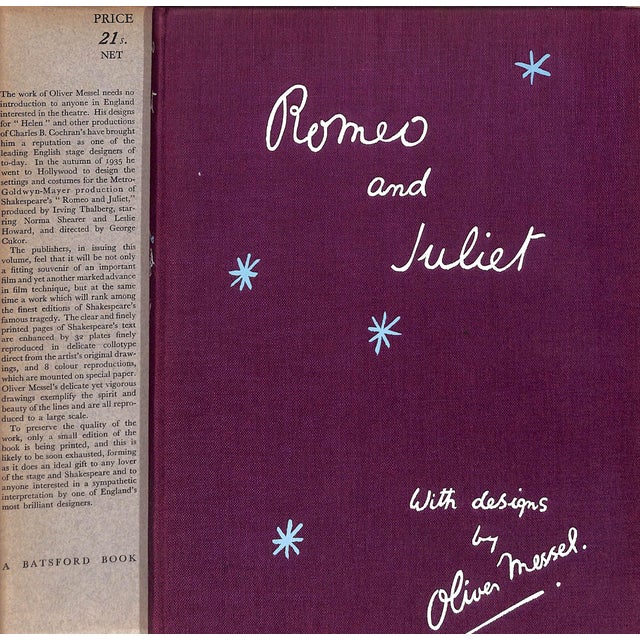 PRICE
21s.
NET
The work of Oliver Messel needs no
introduction to anyone in England
interested in the theatre. His designs
for " Helen " and other productions
of Charles B. Cochran's have brought
him a reputation as one of the
leading English stage designers of
to-day. In the autumn of 1935 he
went to Hollywood to design the
settings and costumes for the Metro-
Goldwyn-Mayer production of
Shakespeare's " Romeo and Juliet,"
produced by Irving Thalberg, star-
ring Norma Shearer and Leslie
Howard, and directed by George
Cukor.
The publishers, in issuing this
volume, feel that it will be not only
a fitting souvenir of an important
film and yet another marked advance
in film technique, but at the same
time a work which will rank among
the finest editions of Shakespeare's
famous tragedy. The clear and finely
printed pages of Shakespeare's text
are enhanced by 32 plates finely
reproduced in delicate collotype
direct from the artist's original draw-
ings, and 8 colour reproductions,
which are mounted on special paper.
Oliver Messel's delicate yet vigorous
drawings exemplify the spirit and
beauty of the lines and are all repro-
duced to a large scale.
To preserve the quality of the
work, only a small edition of the
book is being printed, and this is
likely to be soon exhausted, forming
as it does an ideal gift to any lover
of the stage and Shakespeare and to
anyone interested in a sympathetic
interpretation by one of England's
most brilliant designers.
A BATSFORD BOOK
Romeo
and
Juliet
With designs
by
Oliver Messel.